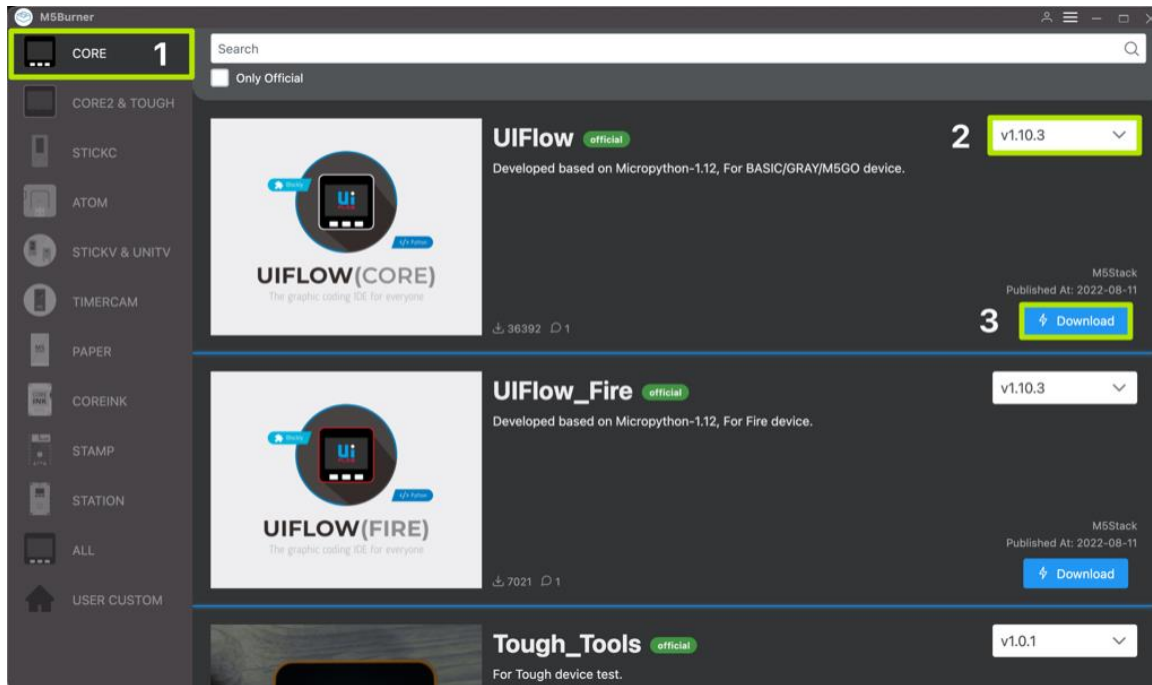 M5Burner
CORE
1
CORE2 & TOUGH
STICKC
ATOM
STICKV & UNITV
TIMERCAM
PAPER
COREINK
STAMP
STATION
ALL
USER CUSTOM
Search
Only Official
UIFlow official
2
v1.10.3
Developed based on Micropython-1.12, For BASIC/GRAY/M5GO device.
Ui
UIFLOW(CORE)
The graphic coding IDE for everyone
36392 1
M5Stack
Published At: 2022-08-11
3
Download
UIFlow_Fire official
v1.10.3
Developed based on Micropython-1.12, For Fire device.
Ui
UIFLOW(FIRE)
The graphic coding IDE for everyone
7021 1
M5Stack
Published At: 2022-08-11
Download
Tough_Tools official
v1.0.1
For Tough device test.